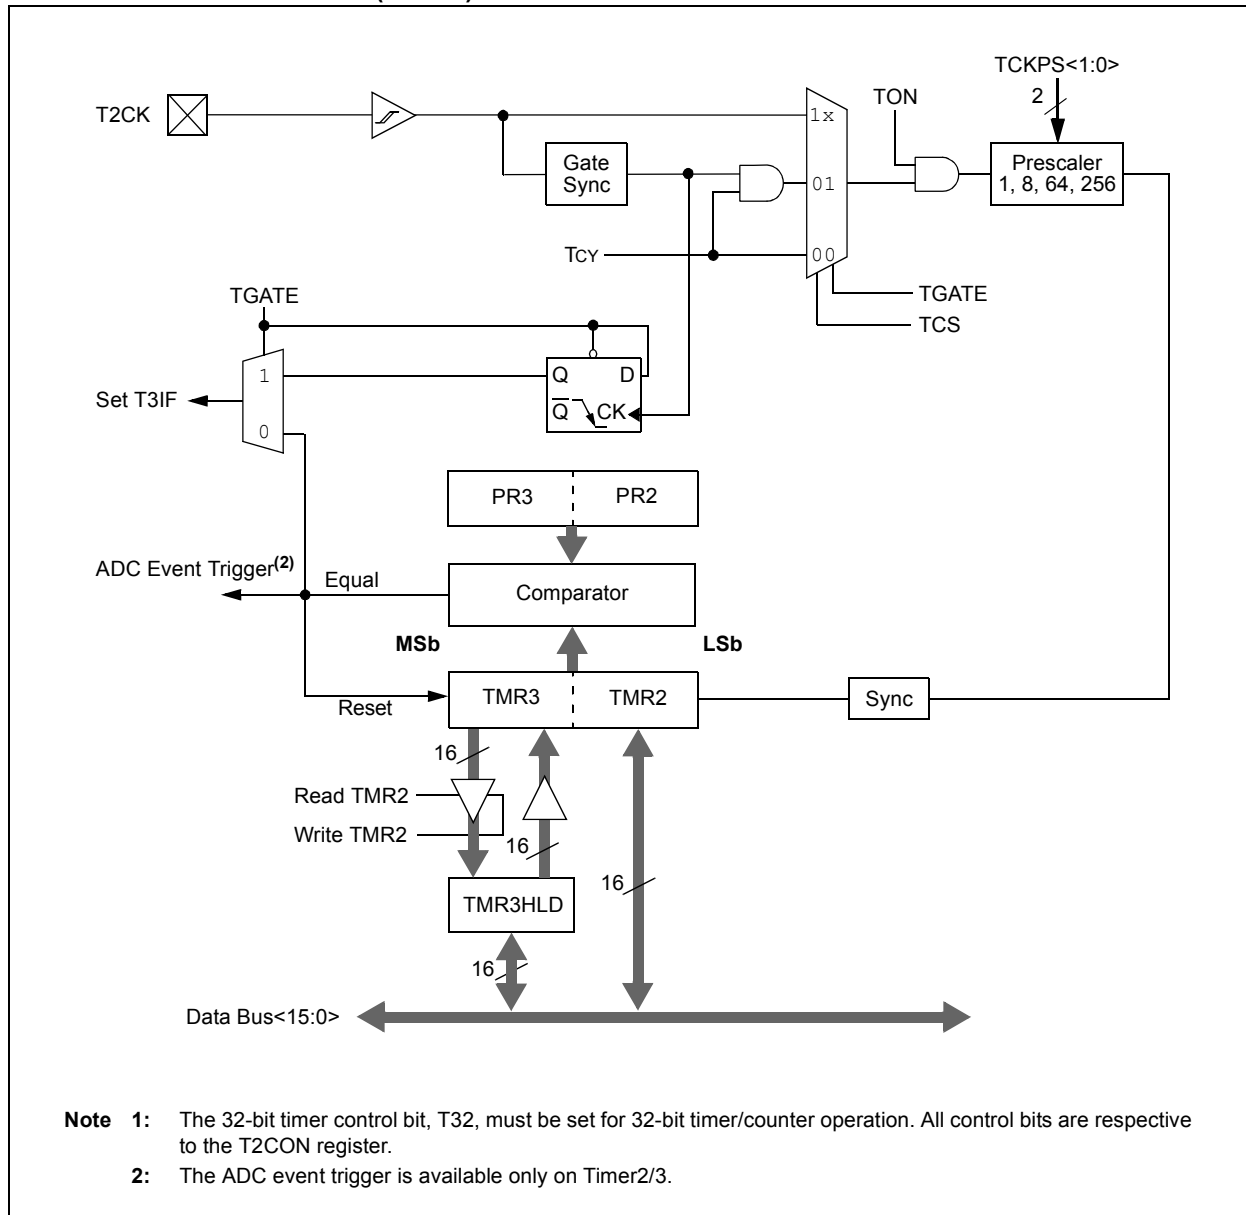 TCKPS<1:0>
2
TON
T2CK
1x
Gate
Sync
Prescaler
1, 8, 64, 256
01
TCY
00
TGATE
TCS
TGATE
1
Q D
Set T3IF
Q CK
0
PR3 PR2
ADC Event Trigger(2)
Equal
Comparator
MSb LSb
TMR3 TMR2
Sync
Reset
16
Read TMR2
Write TMR2
16
16
TMR3HLD
16
Data Bus<15:0>
Note 1: The 32-bit timer control bit, T32, must be set for 32-bit timer/counter operation. All control bits are respective
to the T2CON register.
2: The ADC event trigger is available only on Timer2/3.